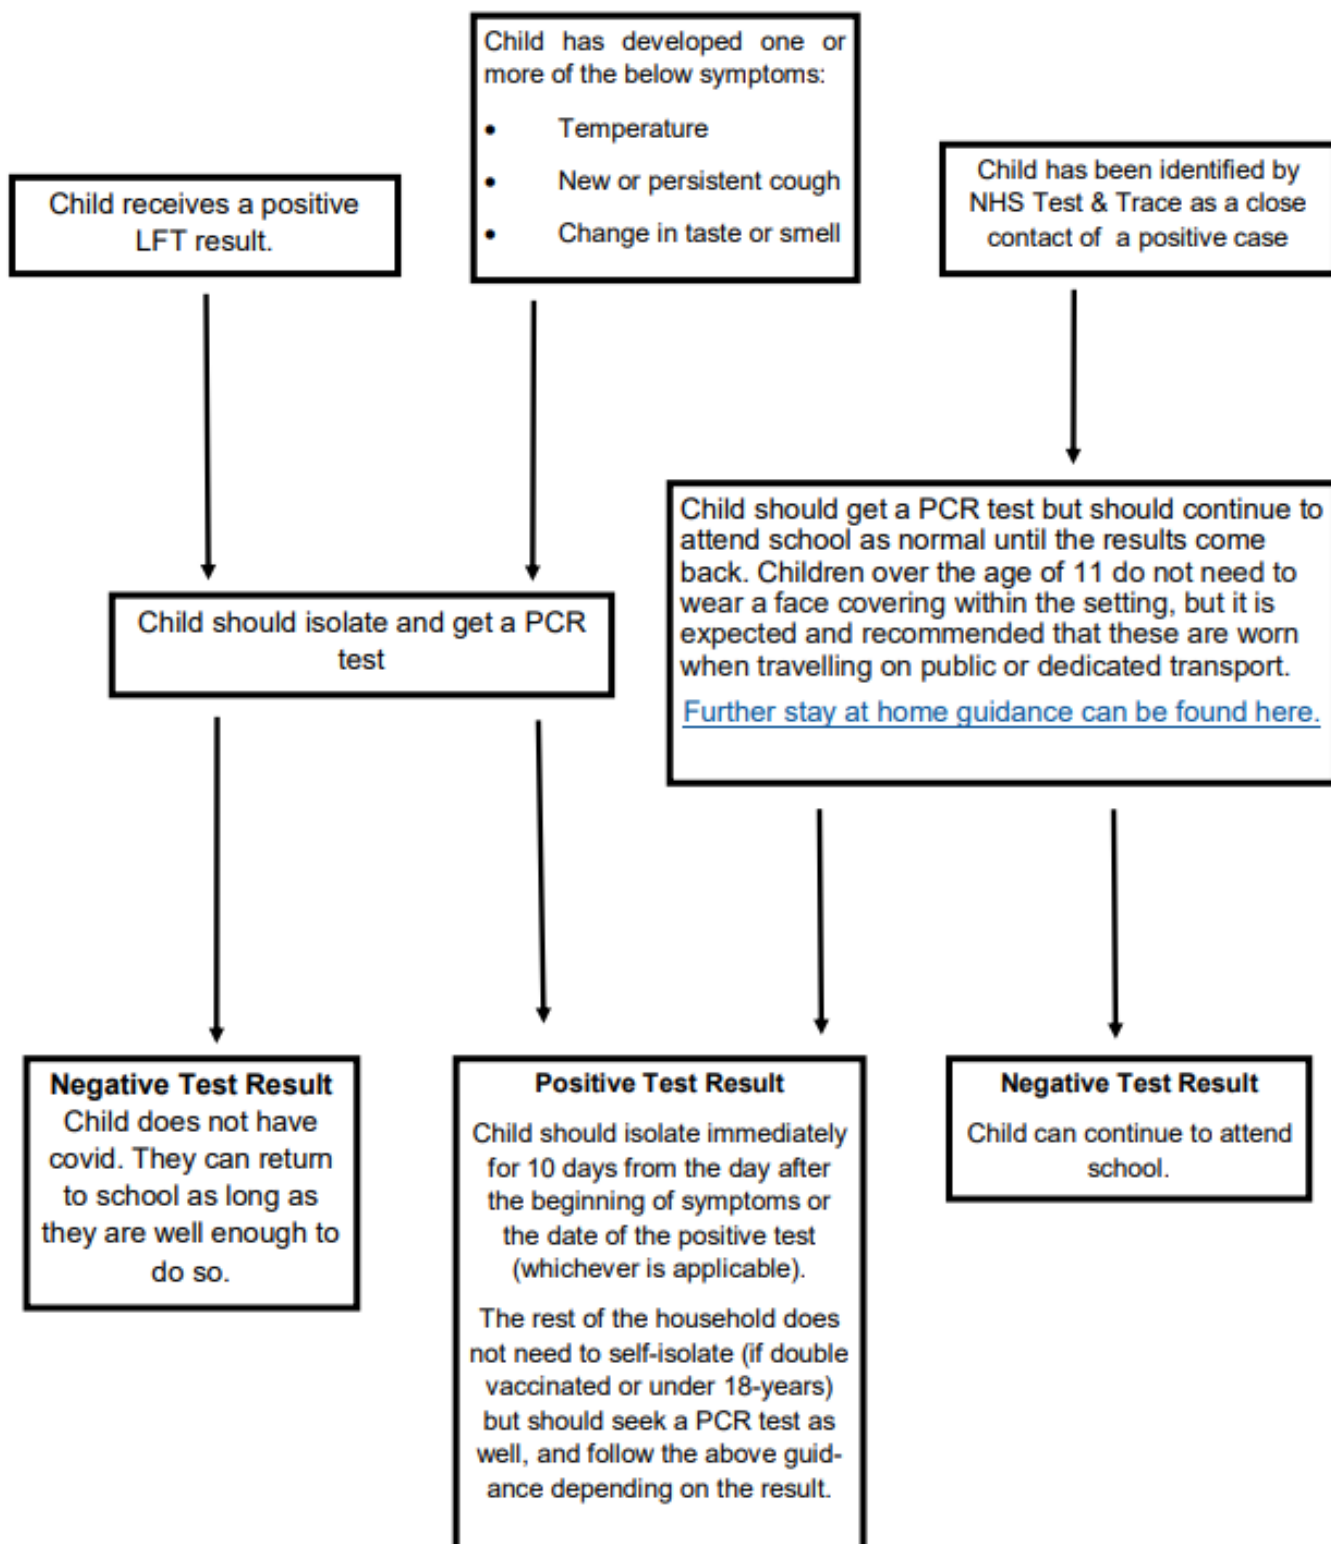 Child has developed one or
more of the below symptoms:
• Temperature
• New or persistent cough
• Change in taste or smell
Child receives a positive
LFT result.
Child has been identified by
NHS Test & Trace as a close
contact of a positive case
Child should isolate and get a PCR
test
Child should get a PCR test but should continue to
attend school as normal until the results come
back. Children over the age of 11 do not need to
wear a face covering within the setting, but it is
expected and recommended that these are worn
when travelling on public or dedicated transport.
Further stay at home guidance can be found here.
Negative Test Result
Child does not have
covid. They can return
to school as long as
they are well enough to
do so.
Positive Test Result
Child should isolate immediately
for 10 days from the day after
the beginning of symptoms or
the date of the positive test
(whichever is applicable).
The rest of the household does
not need to self-isolate (if double
vaccinated or under 18-years)
but should seek a PCR test as
well, and follow the above guid-
ance depending on the result.
Negative Test Result
Child can continue to attend
school.